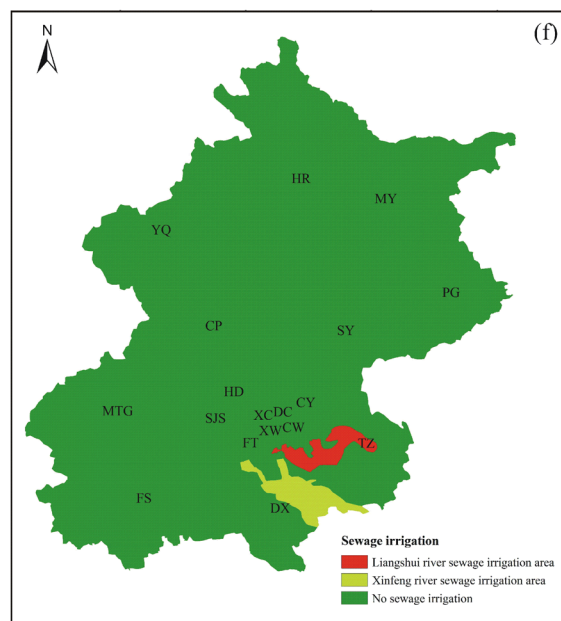 N
(f)
HR
MY
YQ
PG
CP
SY
HD
MTG
CY
SJS
XC DC
XW CW
FT
TZ
FS
DX
Sewage irrigation
Liangshui river sewage irrigation area
Xinfeng river sewage irrigation area
No sewage irrigation